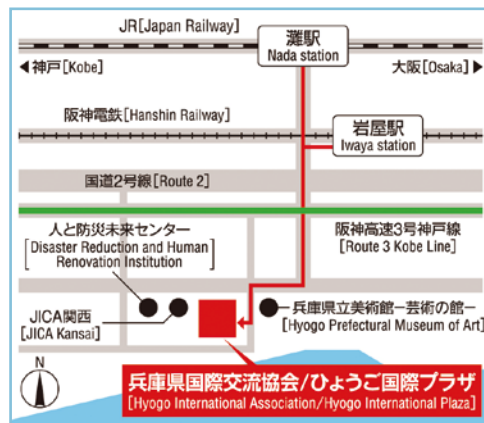 JR[Japan Railway]
灘駅
Nada station
◀神戸[Kobe]
大阪[Osaka]▶
阪神電鉄[Hanshin Railway]
岩屋駅
Iwaya station
国道2号線[Route 2]
人と防災未来センター
[Disaster Reduction and Human
Renovation Institution]
阪神高速3号神戸線
[Route 3 Kobe Line]
JICA関西
[JICA Kansai]
兵庫県立美術館ー芸術の館ー
[Hyogo Prefectural Museum of Art]
N
兵庫県国際交流協会/ひょうご国際プラザ
[Hyogo International Association/Hyogo International Plaza]